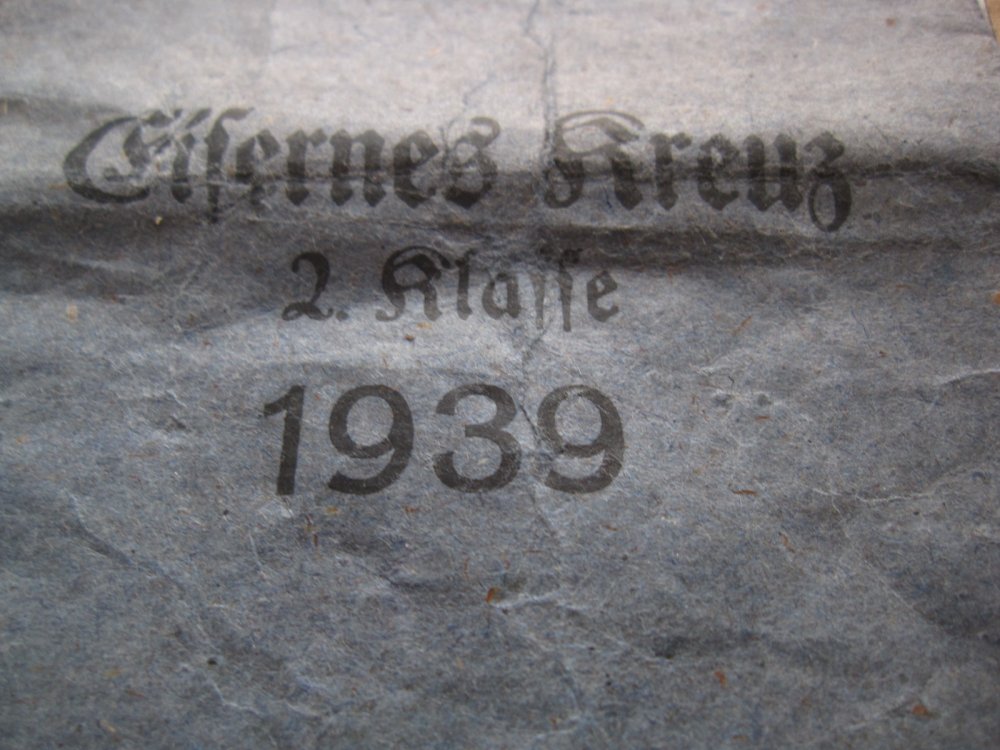 Eisernes Kreuz
2. Klasse
1939